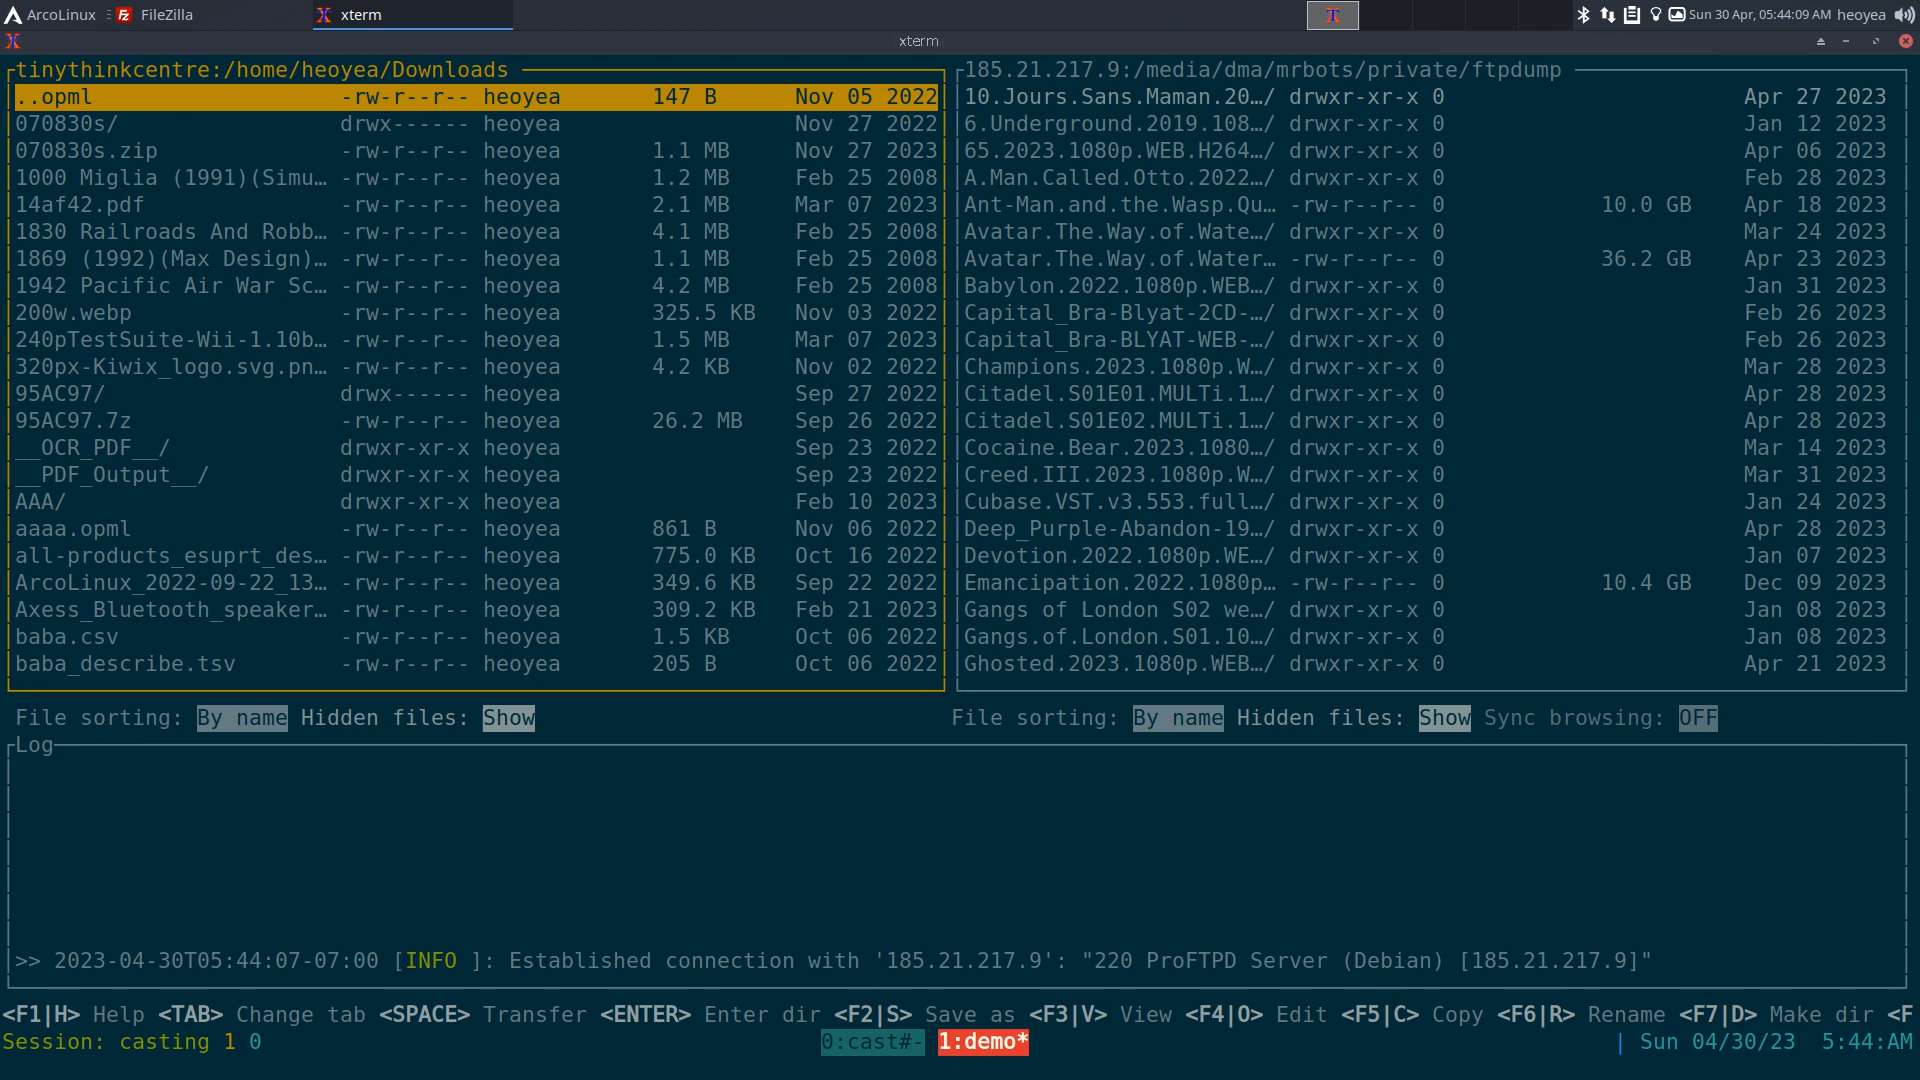 ArcoLinux FileZilla xterm Sun 30 Apr, 05:44:09 AM heoyea
xterm
tinythinkcentre:/home/heoyea/Downloads 185.21.217.9:/media/dma/mrbots/private/ftpdump
..opml -rw-r--r-- heoyea 147 B Nov 05 2022 10.Jours.Sans.Maman.20…/ drwxr-xr-x 0 Apr 27 2023
070830s/ drwx------ heoyea Nov 27 2022 6.Underground.2019.108…/ drwxr-xr-x 0 Jan 12 2023
070830s.zip -rw-r--r-- heoyea 1.1 MB Nov 27 2023 65.2023.1080p.WEB.H264…/ drwxr-xr-x 0 Apr 06 2023
1000 Miglia (1991)(Simu… -rw-r--r-- heoyea 1.2 MB Feb 25 2008 A.Man.Called.Otto.2022…/ drwxr-xr-x 0 Feb 28 2023
14af42.pdf -rw-r--r-- heoyea 2.1 MB Mar 07 2023 Ant-Man.and.the.Wasp.Qu… -rw-r--r-- 0 10.0 GB Apr 18 2023
1830 Railroads And Robb… -rw-r--r-- heoyea 4.1 MB Feb 25 2008 Avatar.The.Way.of.Wate…/ drwxr-xr-x 0 Mar 24 2023
1869 (1992)(Max Design)… -rw-r--r-- heoyea 1.1 MB Feb 25 2008 Avatar.The.Way.of.Water… -rw-r--r-- 0 36.2 GB Apr 23 2023
1942 Pacific Air War Sc… -rw-r--r-- heoyea 4.2 MB Feb 25 2008 Babylon.2022.1080p.WEB…/ drwxr-xr-x 0 Jan 31 2023
200w.webp -rw-r--r-- heoyea 325.5 KB Nov 03 2022 Capital_Bra-Blyat-2CD-…/ drwxr-xr-x 0 Feb 26 2023
240pTestSuite-Wii-1.10b… -rw-r--r-- heoyea 1.5 MB Mar 07 2023 Capital_Bra-BLYAT-WEB-…/ drwxr-xr-x 0 Feb 26 2023
320px-Kiwix_logo.svg.pn… -rw-r--r-- heoyea 4.2 KB Nov 02 2022 Champions.2023.1080p.W…/ drwxr-xr-x 0 Mar 28 2023
95AC97/ drwx------ heoyea Sep 27 2022 Citadel.S01E01.MULTi.1…/ drwxr-xr-x 0 Apr 28 2023
95AC97.7z -rw-r--r-- heoyea 26.2 MB Sep 26 2022 Citadel.S01E02.MULTi.1…/ drwxr-xr-x 0 Apr 28 2023
__OCR_PDF__/ drwxr-xr-x heoyea Sep 23 2022 Cocaine.Bear.2023.1080…/ drwxr-xr-x 0 Mar 14 2023
__PDF_Output__/ drwxr-xr-x heoyea Sep 23 2022 Creed.III.2023.1080p.W…/ drwxr-xr-x 0 Mar 31 2023
AAA/ drwxr-xr-x heoyea Feb 10 2023 Cubase.VST.v3.553.full…/ drwxr-xr-x 0 Jan 24 2023
aaaa.opml -rw-r--r-- heoyea 861 B Nov 06 2022 Deep_Purple-Abandon-19…/ drwxr-xr-x 0 Apr 28 2023
all-products_esuprt_des… -rw-r--r-- heoyea 775.0 KB Oct 16 2022 Devotion.2022.1080p.WE…/ drwxr-xr-x 0 Jan 07 2023
ArcoLinux_2022-09-22_13… -rw-r--r-- heoyea 349.6 KB Sep 22 2022 Emancipation.2022.1080p… -rw-r--r-- 0 10.4 GB Dec 09 2023
Axess_Bluetooth_speaker… -rw-r--r-- heoyea 309.2 KB Feb 21 2023 Gangs of London S02 we…/ drwxr-xr-x 0 Jan 08 2023
baba.csv -rw-r--r-- heoyea 1.5 KB Oct 06 2022 Gangs.of.London.S01.10…/ drwxr-xr-x 0 Jan 08 2023
baba_describe.tsv -rw-r--r-- heoyea 205 B Oct 06 2022 Ghosted.2023.1080p.WEB…/ drwxr-xr-x 0 Apr 21 2023
File sorting: By name Hidden files: Show File sorting: By name Hidden files: Show Sync browsing: OFF
Log
>> 2023-04-30T05:44:07-07:00 [INFO ]: Established connection with '185.21.217.9': "220 ProFTPD Server (Debian) [185.21.217.9]"
<F1|H> Help <TAB> Change tab <SPACE> Transfer <ENTER> Enter dir <F2|S> Save as <F3|V> View <F4|O> Edit <F5|C> Copy <F6|R> Rename <F7|D> Make dir <F
Session: casting 1 0 0:cast#- 1:demo* | Sun 04/30/23 5:44:AM